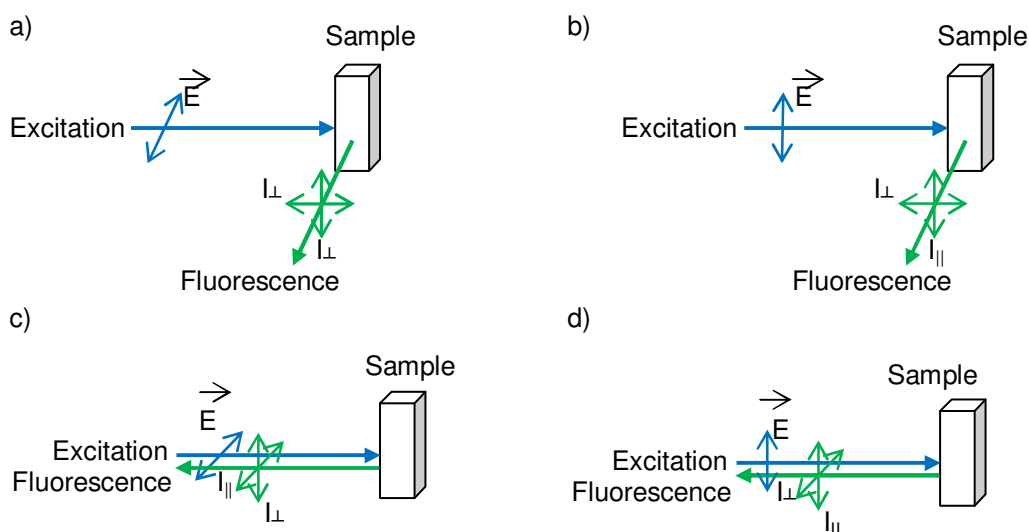 a)
Sample
E
Excitation
I⊥
I⊥
Fluorescence
b)
Sample
E
Excitation
I⊥
I||
Fluorescence
c)
Sample
E
Excitation
Fluorescence
I||
I⊥
d)
Sample
E
Excitation
Fluorescence
I⊥
I||